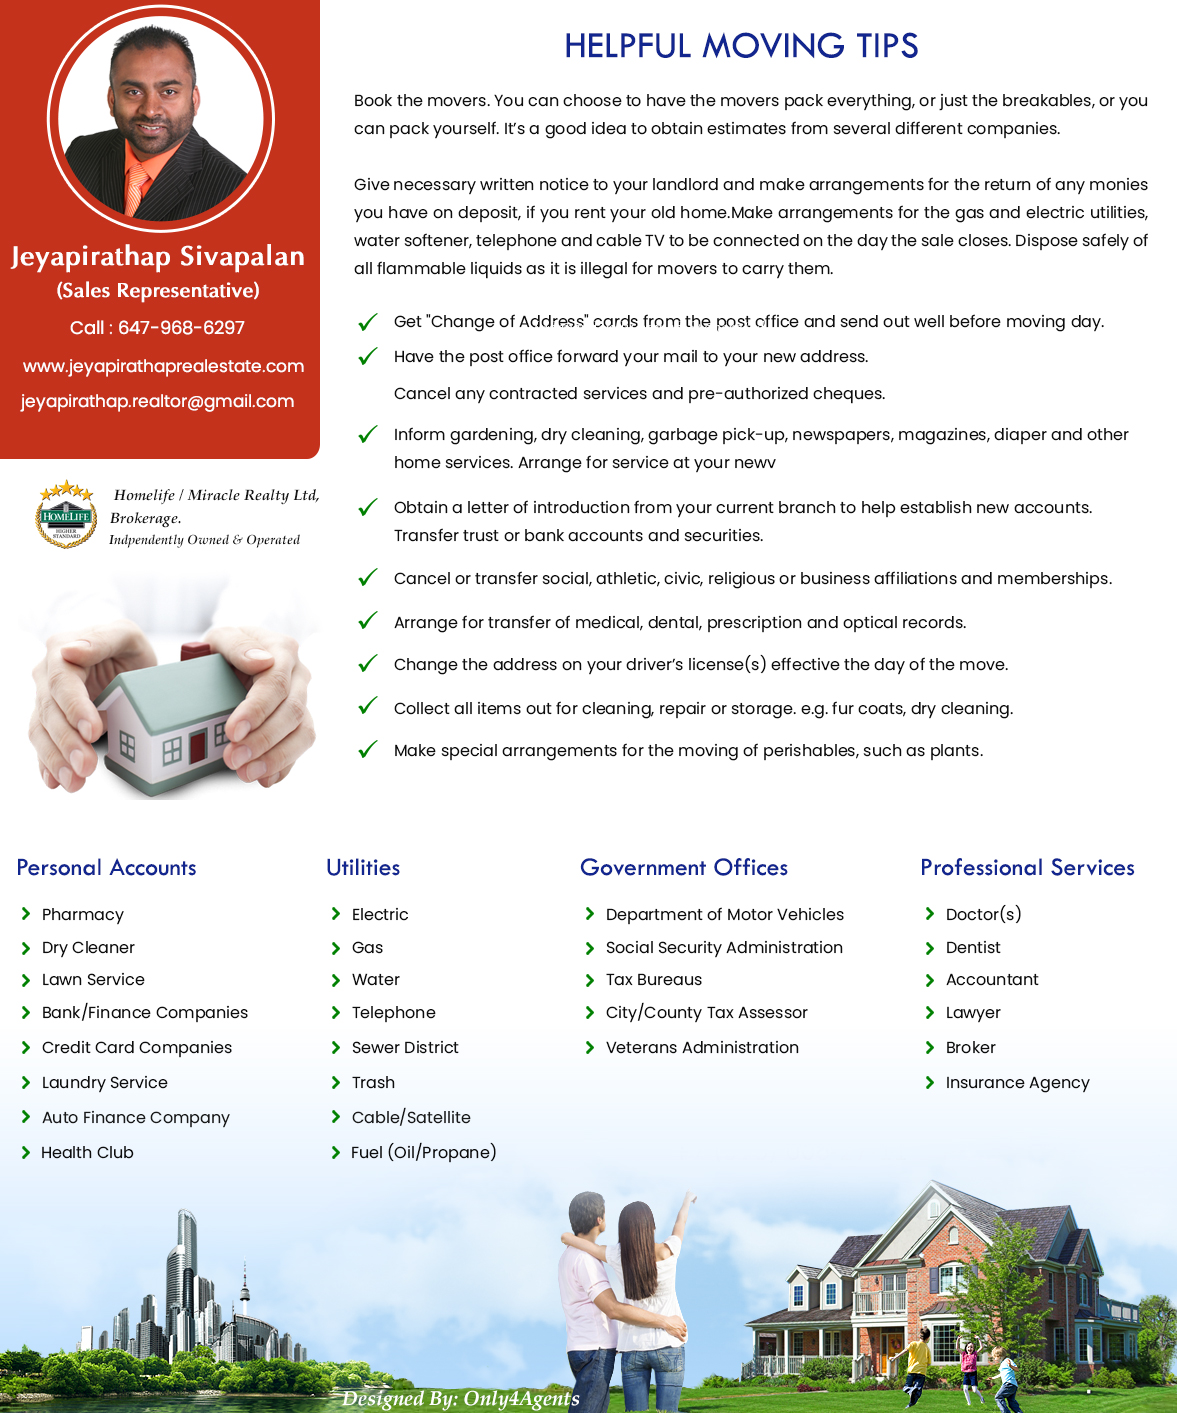 Jeyapirathap Sivapalan
(Sales Representative)
Call : 647-968-6297
www.jeyapirathaprealestate.com
jeyapirathap.realtor@gmail.com
HOMELIFE
HIGHER
STANDARD
Homelife / Miracle Realty Ltd,
Brokerage.
Indpendently Owned & Operated
HELPFUL MOVING TIPS
Book the movers. You can choose to have the movers pack everything, or just the breakables, or you
can pack yourself. It’s a good idea to obtain estimates from several different companies.
Give necessary written notice to your landlord and make arrangements for the return of any monies
you have on deposit, if you rent your old home.Make arrangements for the gas and electric utilities,
water softener, telephone and cable TV to be connected on the day the sale closes. Dispose safely of
all flammable liquids as it is illegal for movers to carry them.
Get "Change of Address" cards from the post office and send out well before moving day.
Have the post office forward your mail to your new address.
Cancel any contracted services and pre-authorized cheques.
Inform gardening, dry cleaning, garbage pick-up, newspapers, magazines, diaper and other
home services. Arrange for service at your newv
Obtain a letter of introduction from your current branch to help establish new accounts.
Transfer trust or bank accounts and securities.
Cancel or transfer social, athletic, civic, religious or business affiliations and memberships.
Arrange for transfer of medical, dental, prescription and optical records.
Change the address on your driver’s license(s) effective the day of the move.
Collect all items out for cleaning, repair or storage. e.g. fur coats, dry cleaning.
Make special arrangements for the moving of perishables, such as plants.
Personal Accounts
Pharmacy
Dry Cleaner
Lawn Service
Bank/Finance Companies
Credit Card Companies
Laundry Service
Auto Finance Company
Health Club
Utilities
Electric
Gas
Water
Telephone
Sewer District
Trash
Cable/Satellite
Fuel (Oil/Propane)
Government Offices
Department of Motor Vehicles
Social Security Administration
Tax Bureaus
City/County Tax Assessor
Veterans Administration
Professional Services
Doctor(s)
Dentist
Accountant
Lawyer
Broker
Insurance Agency
Designed By: Only4Agents